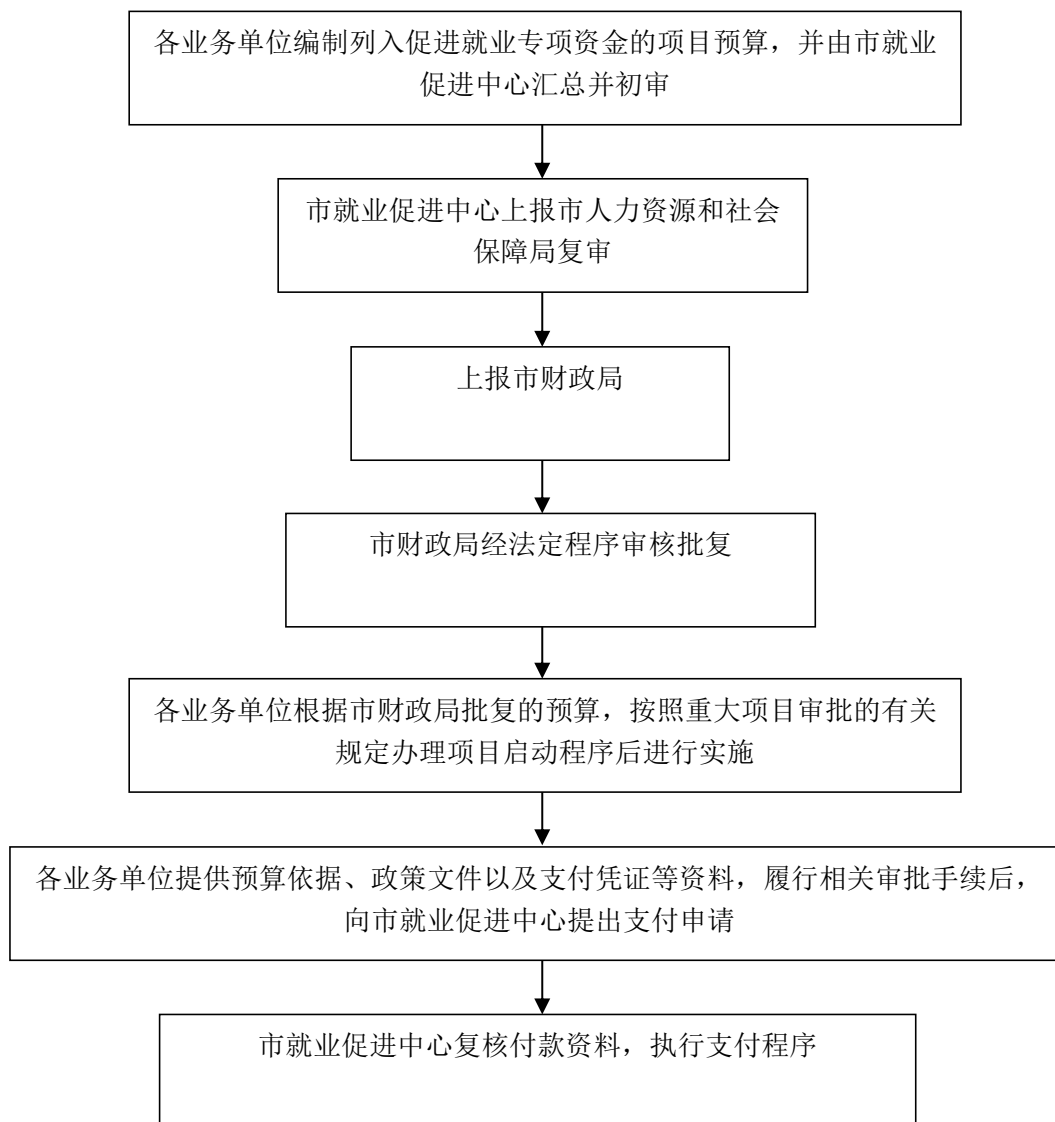 各业务单位编制列入促进就业专项资金的项目预算，并由市就业
促进中心汇总并初审
市就业促进中心上报市人力资源和社会
保障局复审
上报市财政局
市财政局经法定程序审核批复
各业务单位根据市财政局批复的预算，按照重大项目审批的有关
规定办理项目启动程序后进行实施
各业务单位提供预算依据、政策文件以及支付凭证等资料，履行相关审批手续后，
向市就业促进中心提出支付申请
市就业促进中心复核付款资料，执行支付程序